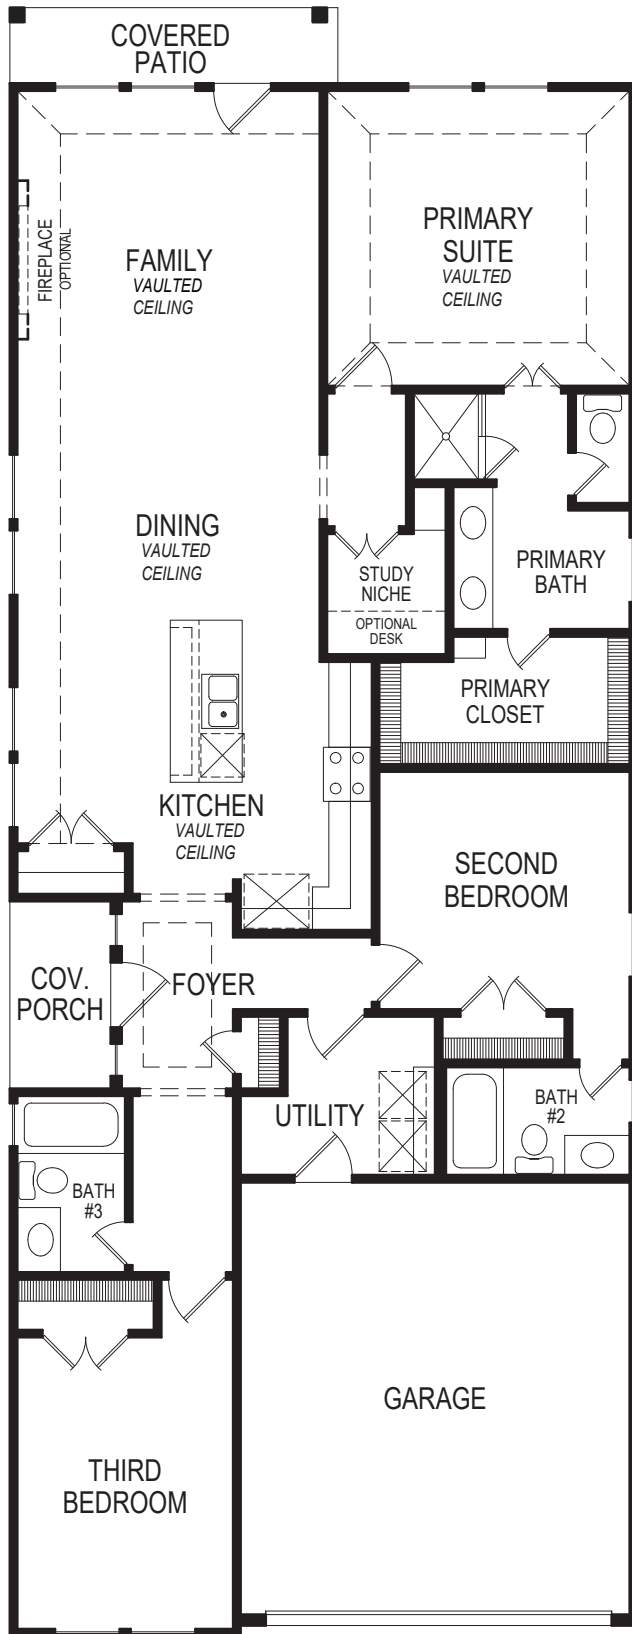 COVERED
PATIO
PRIMARY
SUITE
VAULTED
CEILING
FIREPLACE
OPTIONAL
FAMILY
VAULTED
CEILING
DINING
VAULTED
CEILING
STUDY
NICHE
OPTIONAL
DESK
PRIMARY
BATH
PRIMARY
CLOSET
KITCHEN
VAULTED
CEILING
SECOND
BEDROOM
COV.
PORCH
FOYER
UTILITY
BATH
#2
BATH
#3
GARAGE
THIRD
BEDROOM